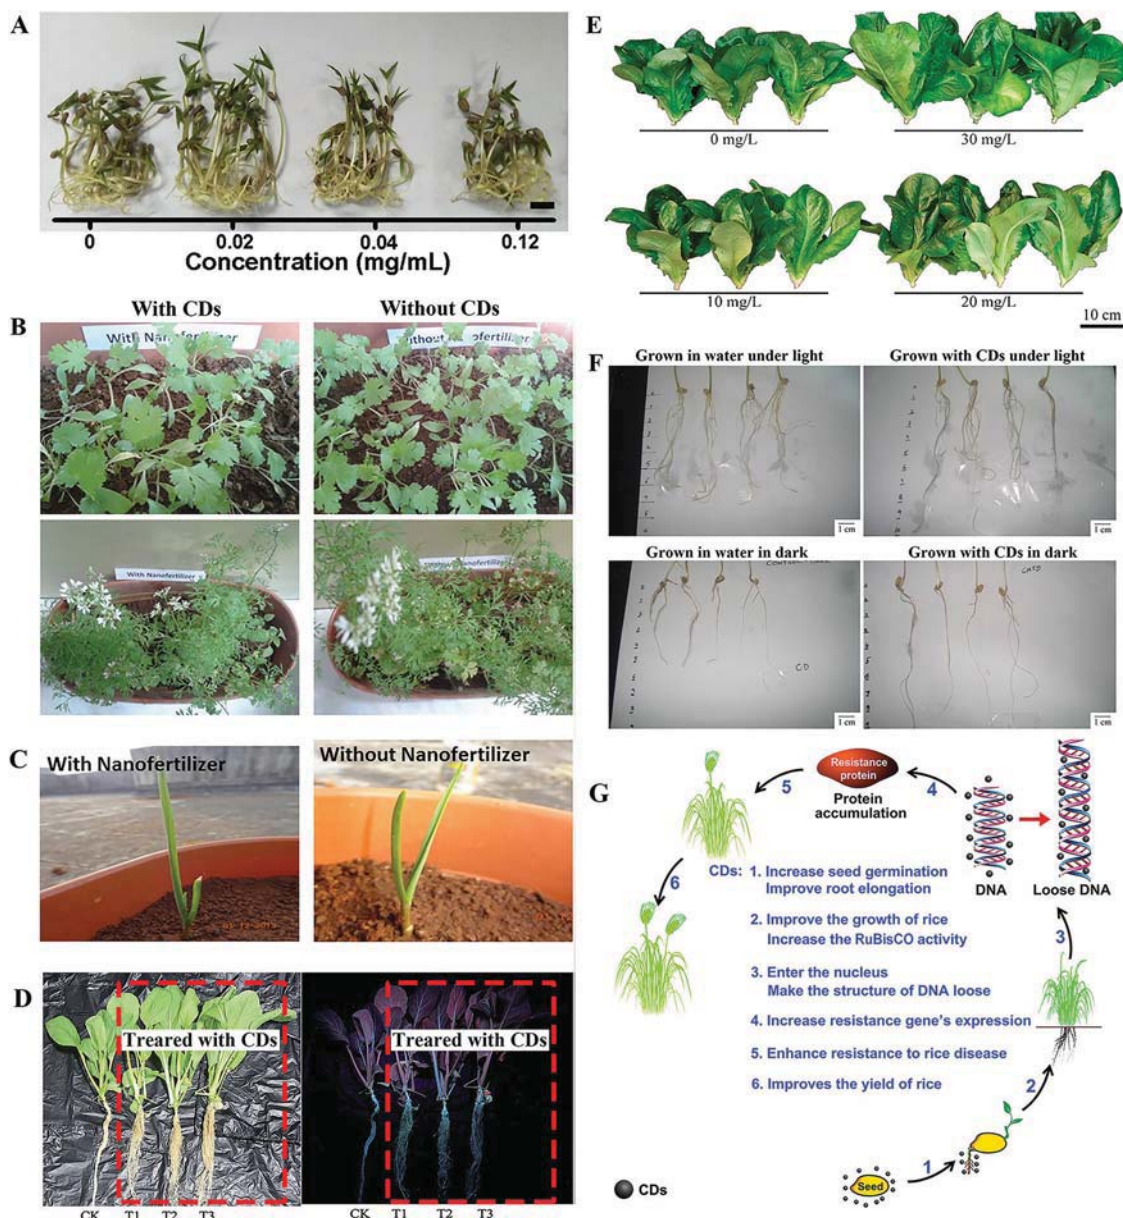 A
0
0.02
0.04
0.12
Concentration (mg/mL)
B
With CDs
Without CDs
With Nanofertilizer
Without Nanofertilizer
With Nanofertilizer
Nanofertilizer
C
With Nanofertilizer
Without Nanofertilizer
D
Treared with CDs
Treared with CDs
CK
T1
T2
T3
CK
T1
T2
T3
E
0 mg/L
30 mg/L
10 mg/L
20 mg/L
10 cm
F
Grown in water under light
Grown with CDs under light
1 cm
1 cm
Grown in water in dark
Grown with CDs in dark
CD
1 cm
1 cm
G
Resistance
protein
Protein
accumulation
5
4
DNA
Loose DNA
6
3
CDs:
1. Increase seed germination
Improve root elongation
2. Improve the growth of rice
Increase the RuBisCO activity
3. Enter the nucleus
Make the structure of DNA loose
4. Increase resistance gene's expression
5. Enhance resistance to rice disease
6. Improves the yield of rice
2
1
Seed
CDs